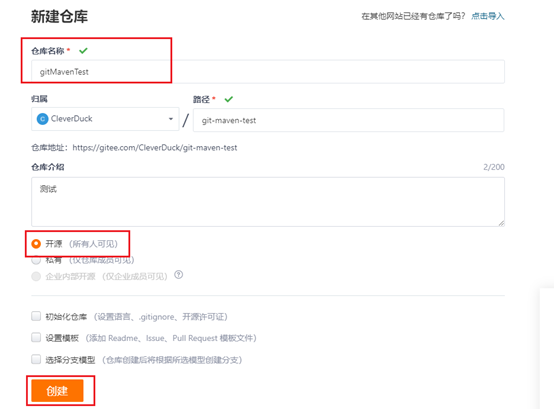 新建仓库
在其他网站已经有仓库了吗? 点击导入
仓库名称 *
gitMavenTest
归属 路径 *
C CleverDuck / git-maven-test
仓库地址: https://gitee.com/CleverDuck/git-maven-test
仓库介绍 2/200
测试
开源 (所有人可见)
私有 (仅仓库成员可见)
企业内部开源 (仅企业成员可见) ?
初始化仓库 (设置语言、.gitignore、开源许可证)
设置模板 (添加 Readme、Issue、Pull Request 模板文件)
选择分支模型 (仓库创建后将根据所选模型创建分支)
创建